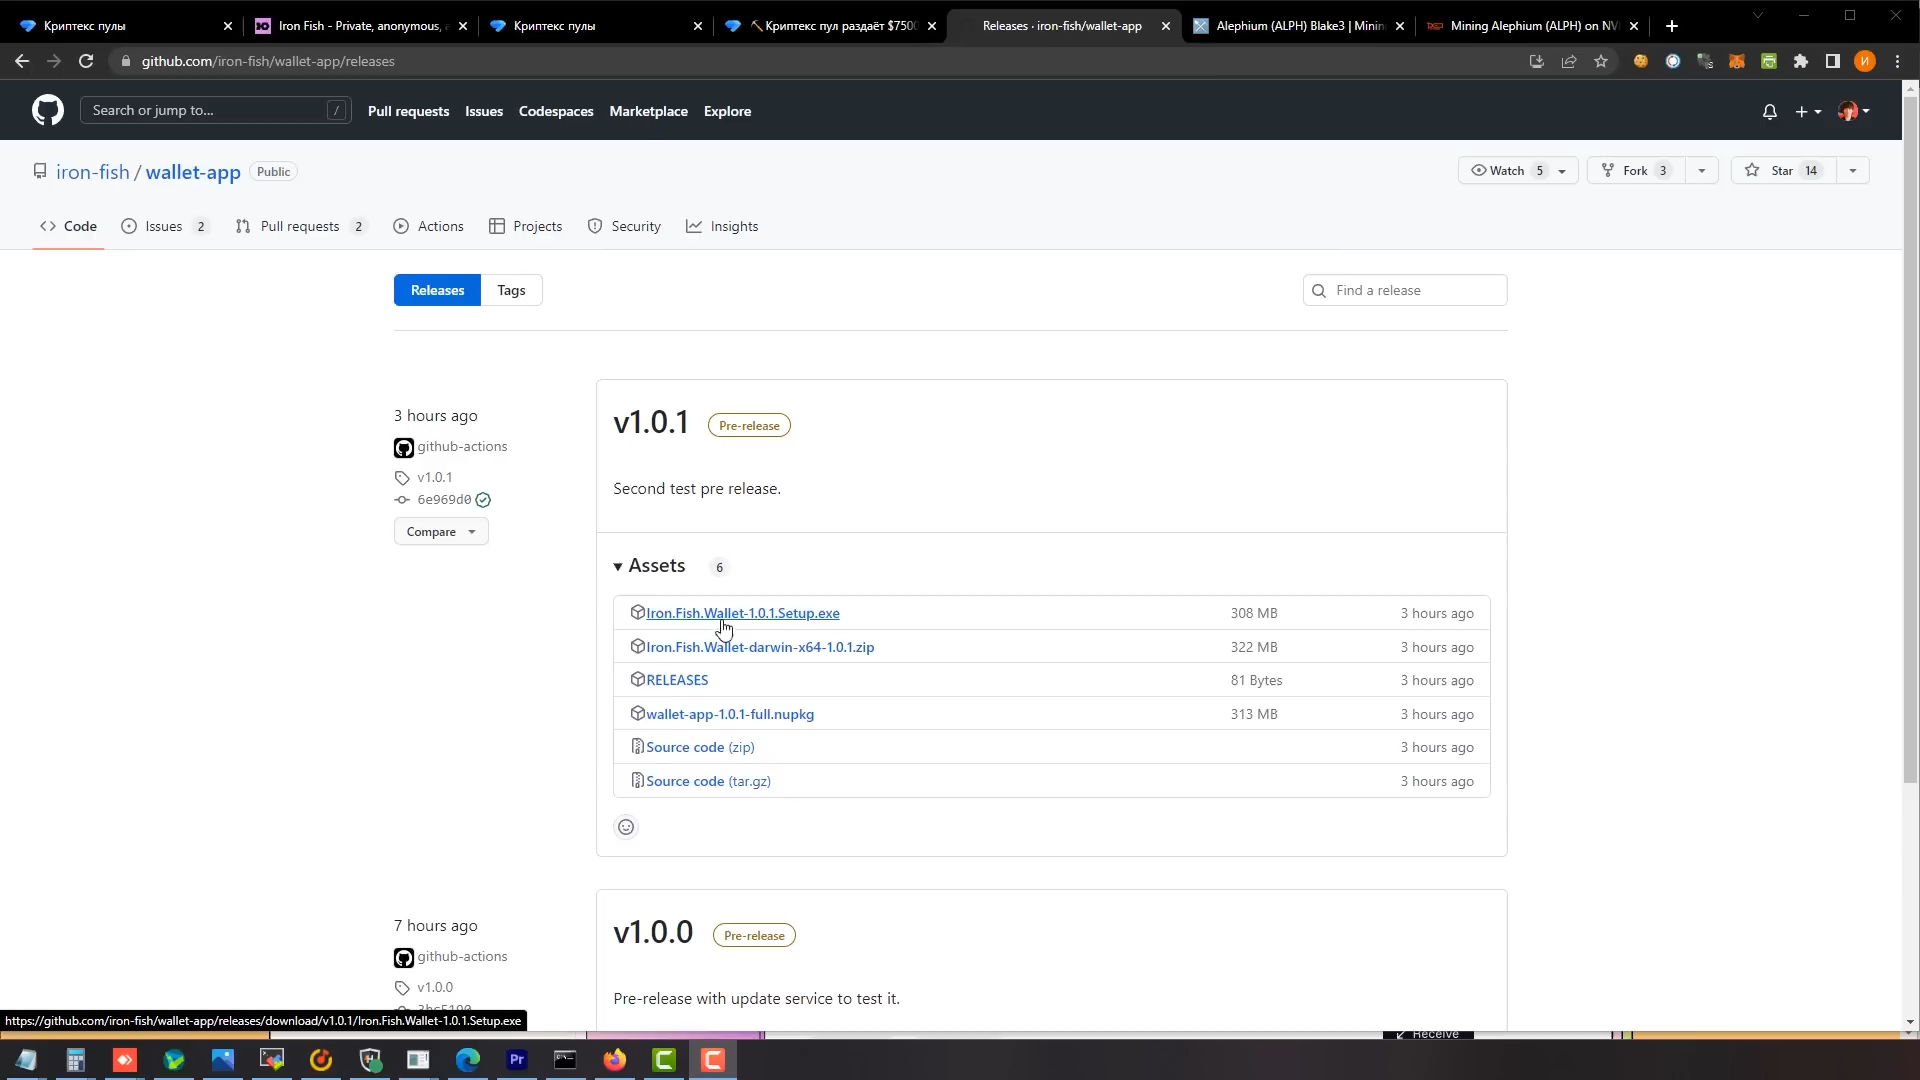 Криптекс пулы
Iron Fish - Private, anonymous,
Криптекс пулы
Криптекс пул раздаёт $7500
Releases · iron-fish/wallet-app
Alephium (ALPH) Blake3 | Minin
Mining Alephium (ALPH) on NV
github.com/iron-fish/wallet-app/releases
И
Search or jump to...
/
Pull requests
Issues
Codespaces
Marketplace
Explore
iron-fish / wallet-app
Public
Watch 5
Fork 3
Star 14
Code
Issues 2
Pull requests 2
Actions
Projects
Security
Insights
Releases
Tags
Find a release
3 hours ago
github-actions
v1.0.1
6e969d0
Compare
v1.0.1
Pre-release
Second test pre release.
Assets 6
Iron.Fish.Wallet-1.0.1.Setup.exe 308 MB 3 hours ago
Iron.Fish.Wallet-darwin-x64-1.0.1.zip 322 MB 3 hours ago
RELEASES 81 Bytes 3 hours ago
wallet-app-1.0.1-full.nupkg 313 MB 3 hours ago
Source code (zip) 3 hours ago
Source code (tar.gz) 3 hours ago
7 hours ago
github-actions
v1.0.0
v1.0.0
Pre-release
Pre-release with update service to test it.
https://github.com/iron-fish/wallet-app/releases/download/v1.0.1/Iron.Fish.Wallet-1.0.1.Setup.exe
Receive
Pr